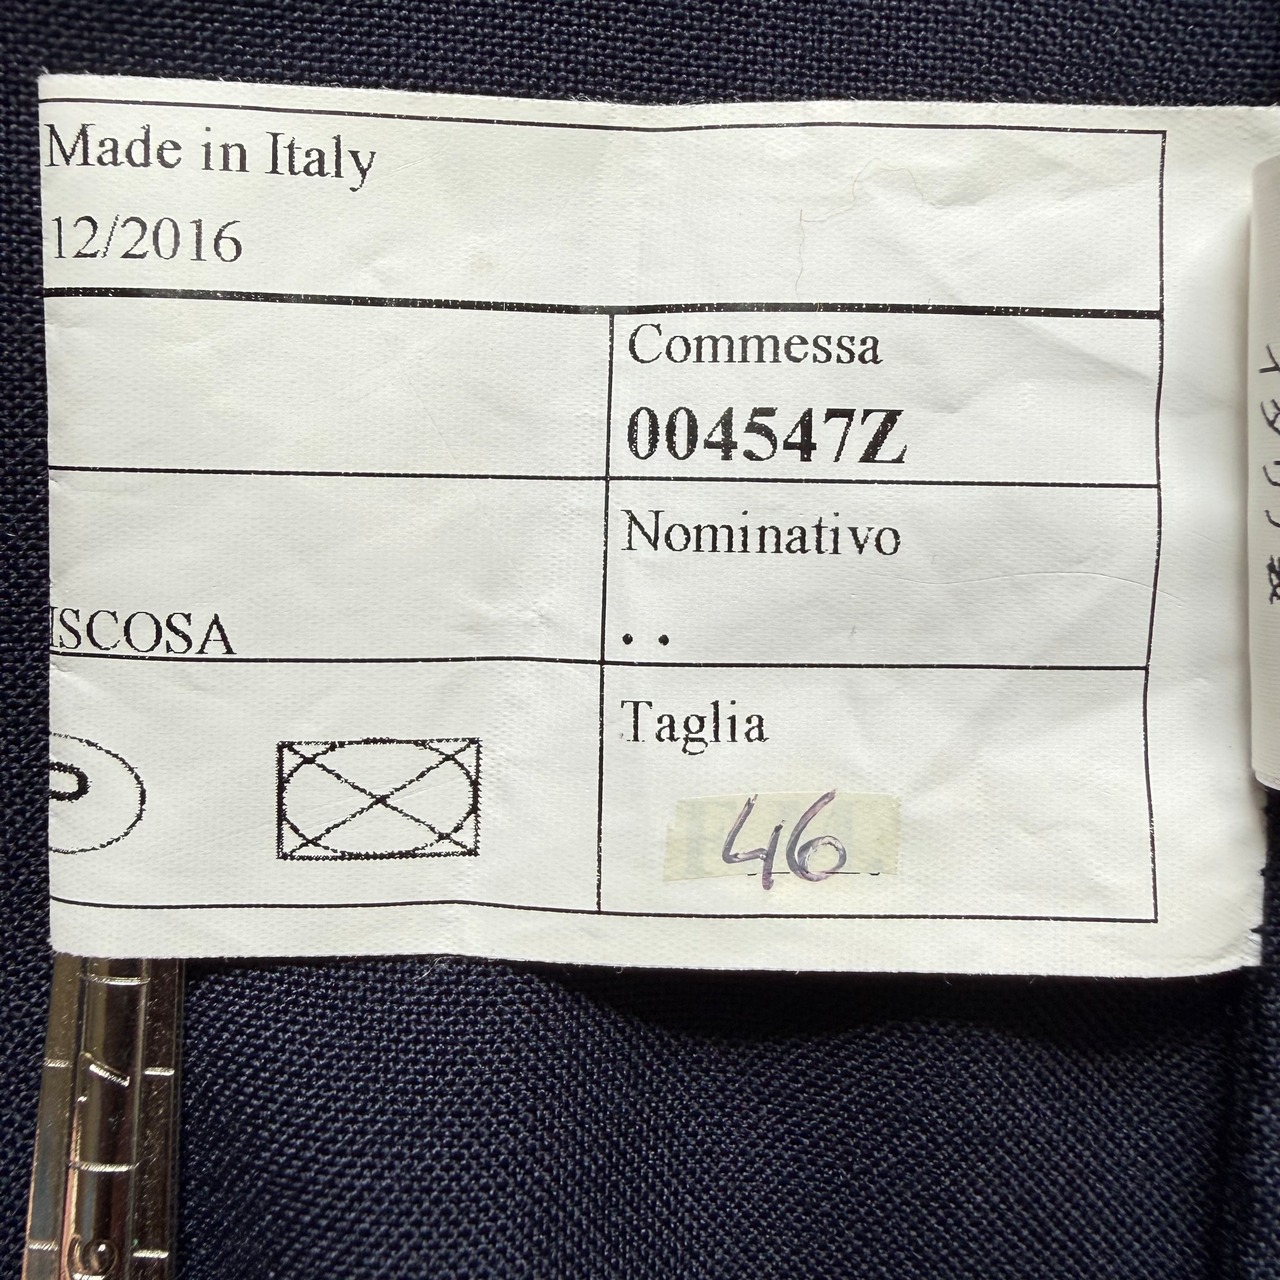 Made in Italy
12/2016
Commessa
004547Z
Nominativo
. .
ISCOSA
Taglia
46